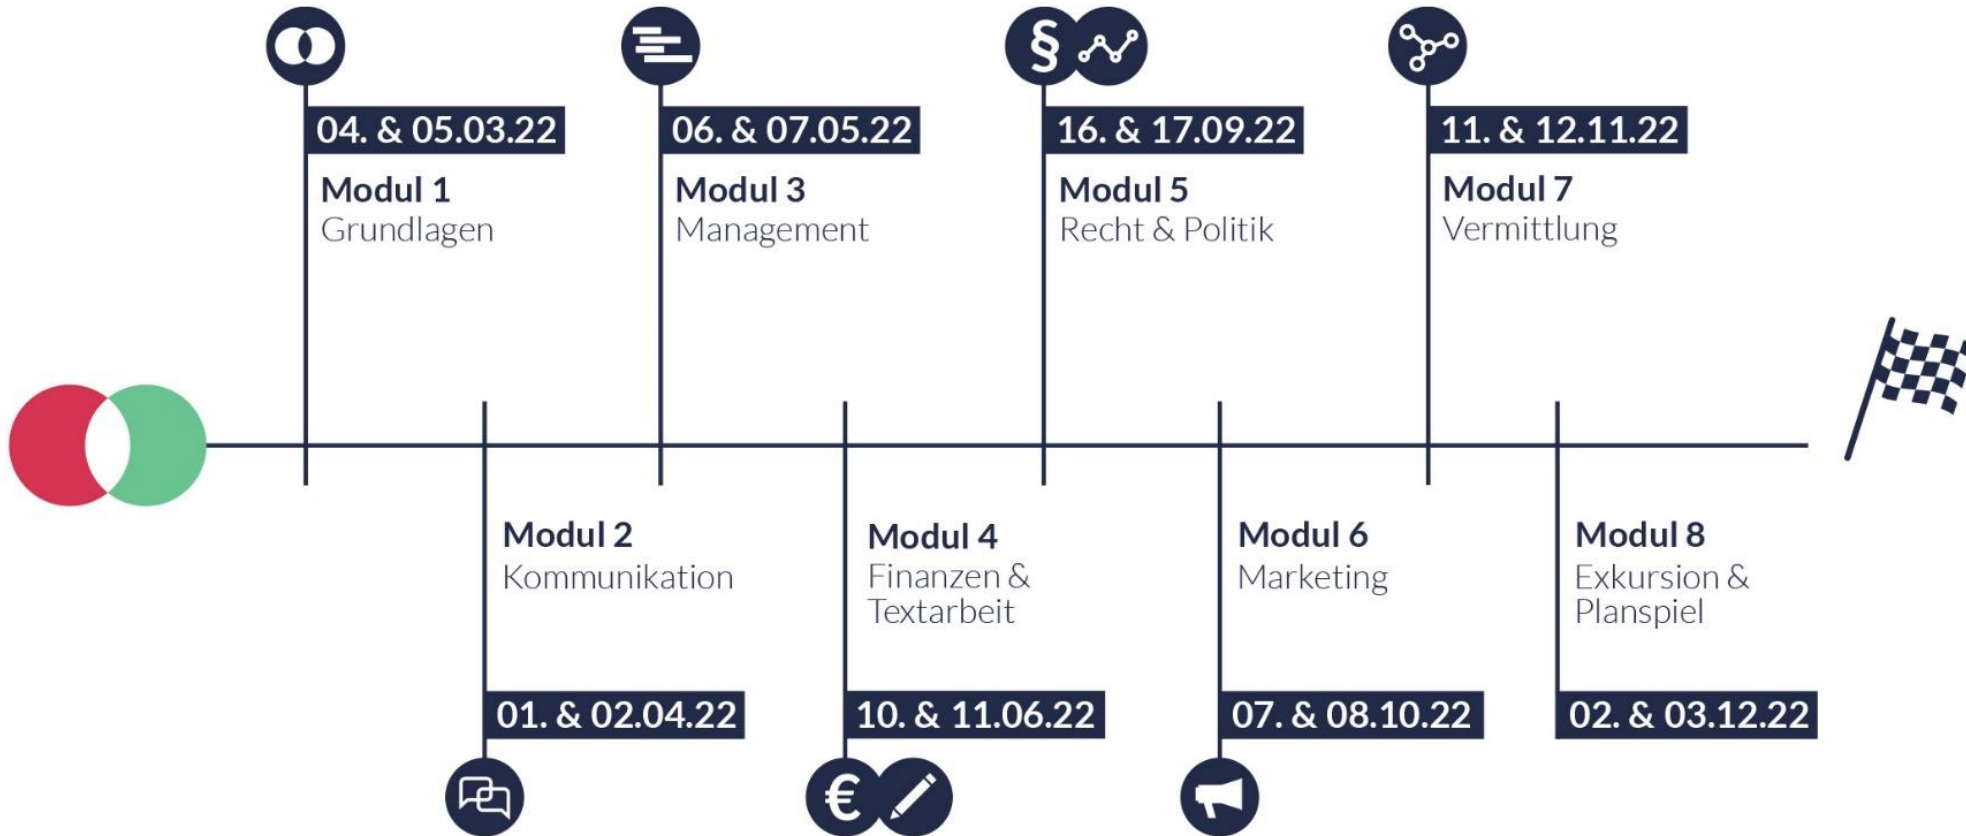 04. & 05.03.22
Modul 1
Grundlagen
06. & 07.05.22
Modul 3
Management
§
16. & 17.09.22
Modul 5
Recht & Politik
11. & 12.11.22
Modul 7
Vermittlung
Modul 2
Kommunikation
01. & 02.04.22
Modul 4
Finanzen &
Textarbeit
10. & 11.06.22
€
Modul 6
Marketing
07. & 08.10.22
Modul 8
Exkursion &
Planspiel
02. & 03.12.22